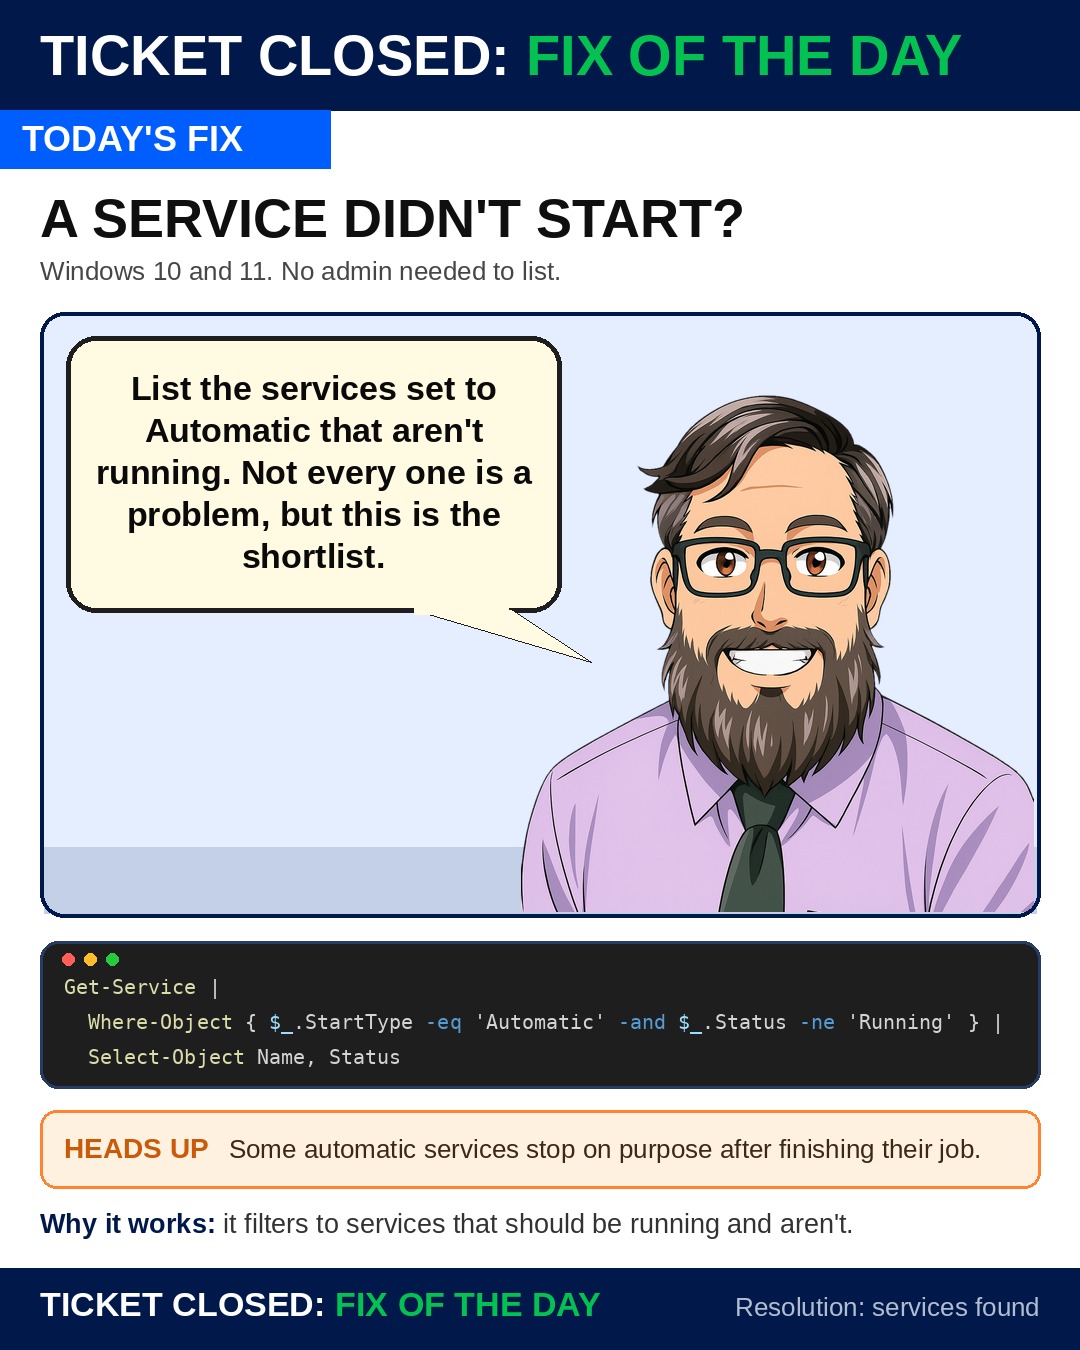 TICKET CLOSED: FIX OF THE DAY
TODAY'S FIX
A SERVICE DIDN'T START?
Windows 10 and 11. No admin needed to list.
List the services set to
Automatic that aren't
running. Not every one is a
problem, but this is the
shortlist.
Get-Service |
  Where-Object { $_.StartType -eq 'Automatic' -and $_.Status -ne 'Running' } |
  Select-Object Name, Status
HEADS UP Some automatic services stop on purpose after finishing their job.
Why it works: it filters to services that should be running and aren't.
TICKET CLOSED: FIX OF THE DAY
Resolution: services found